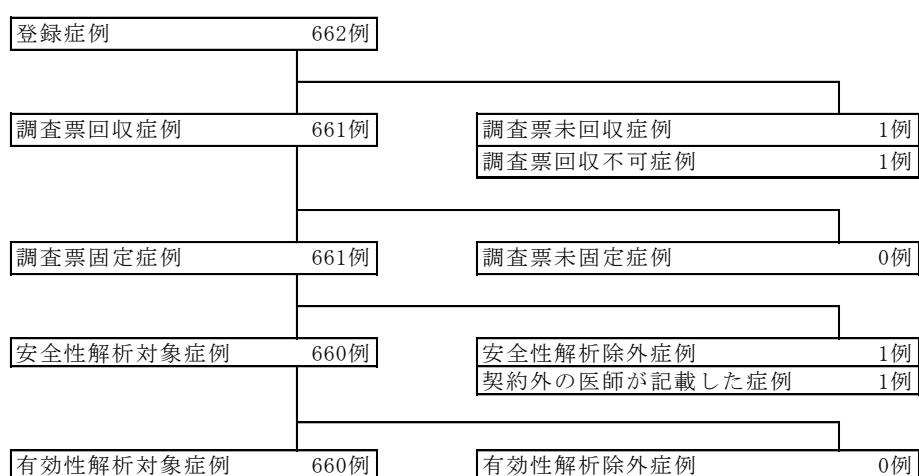 登録症例 662例
調査票回収症例 661例
調査票未回収症例 1例
調査票回収不可症例 1例
調査票固定症例 661例
調査票未固定症例 0例
安全性解析対象症例 660例
安全性解析除外症例 1例
契約外の医師が記載した症例 1例
有効性解析対象症例 660例
有効性解析除外症例 0例